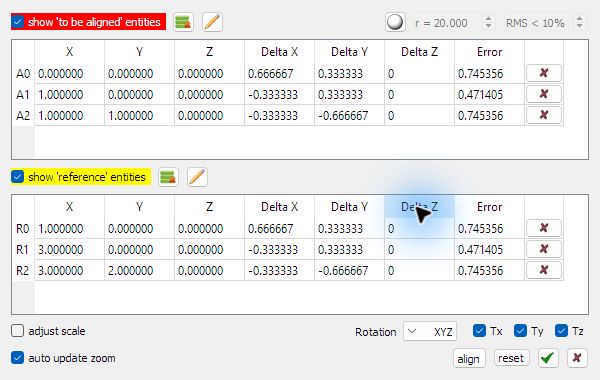 show 'to be aligned' entities r = 20.000 RMS < 10%
X Y Z Delta X Delta Y Delta Z Error
A0 0.000000 0.000000 0.000000 0.666667 0.333333 0 0.745356
A1 1.000000 0.000000 0.000000 -0.333333 0.333333 0 0.471405
A2 1.000000 1.000000 0.000000 -0.333333 -0.666667 0 0.745356
show 'reference' entities
X Y Z Delta X Delta Y Delta Z Error
R0 1.000000 0.000000 0.000000 0.666667 0.333333 0 0.745356
R1 3.000000 0.000000 0.000000 -0.333333 0.333333 0 0.471405
R2 3.000000 2.000000 0.000000 -0.333333 -0.666667 0 0.745356
adjust scale Rotation XYZ Tx Ty Tz
auto update zoom align reset